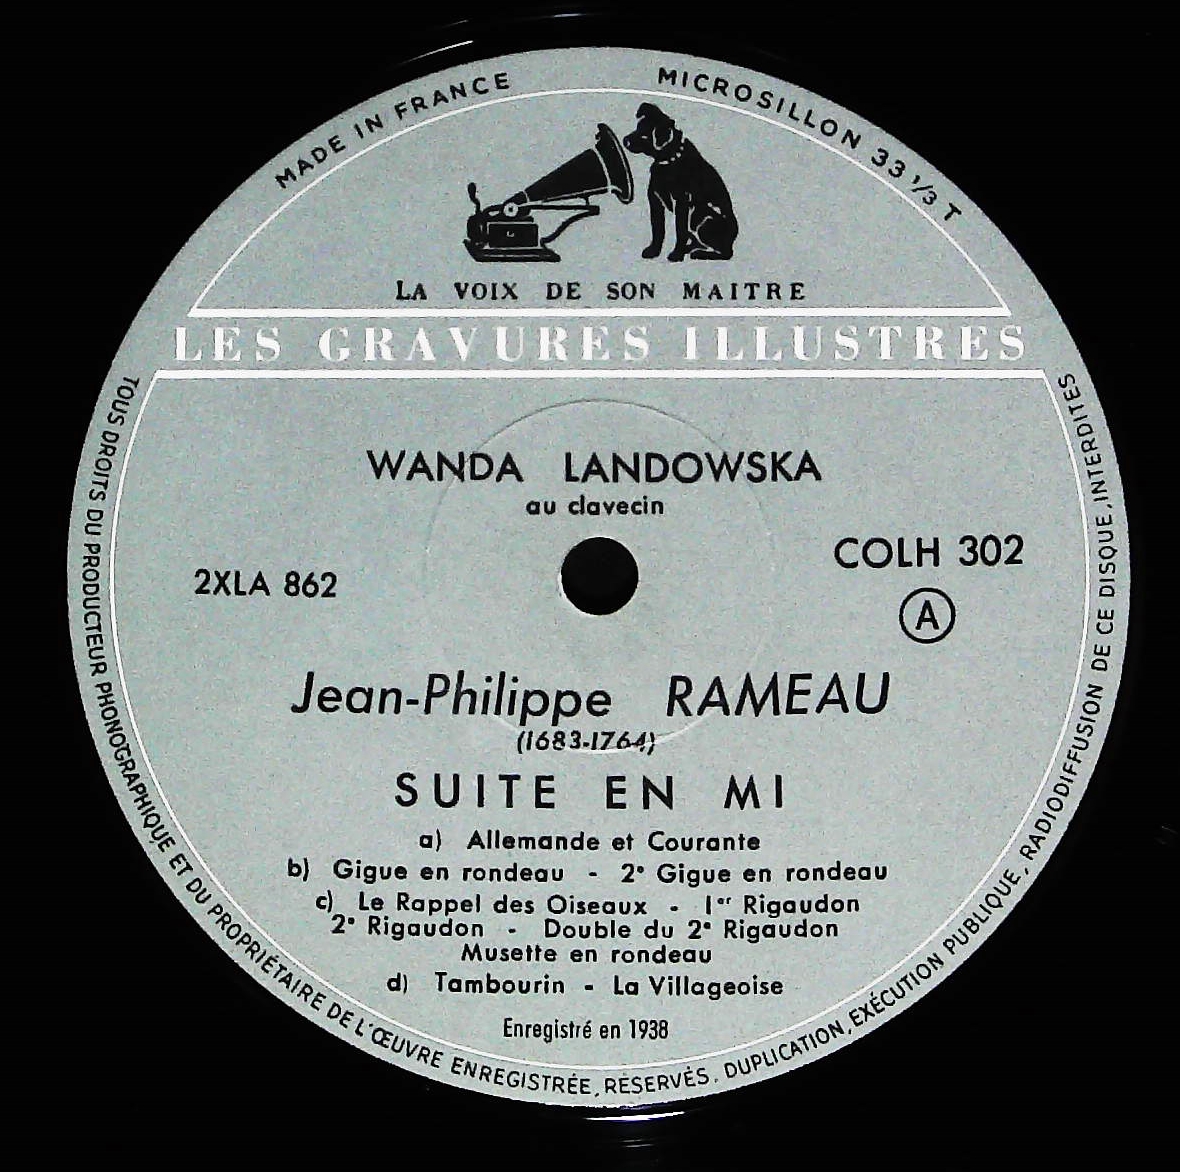 MADE IN FRANCE
MICROSILLON 33 1/3 T
LA VOIX DE SON MAITRE
LES GRAVURES ILLUSTRES
WANDA LANDOWSKA
au clavecin
2XLA 862
COLH 302
A
Jean-Philippe RAMEAU
(1683-1764)
SUITE EN MI
a) Allemande et Courante
b) Gigue en rondeau - 2e Gigue en rondeau
c) Le Rappel des Oiseaux - 1er Rigaudon
2e Rigaudon - Double du 2e Rigaudon
Musette en rondeau
d) Tambourin - La Villageoise
Enregistré en 1938
TOUS DROITS DU PRODUCTEUR PHONOGRAPHIQUE ET DU PROPRIÉTAIRE DE L'ŒUVRE ENREGISTRÉE, RÉSERVÉS. DUPLICATION, EXÉCUTION PUBLIQUE, RADIODIFFUSION DE CE DISQUE, INTERDITES